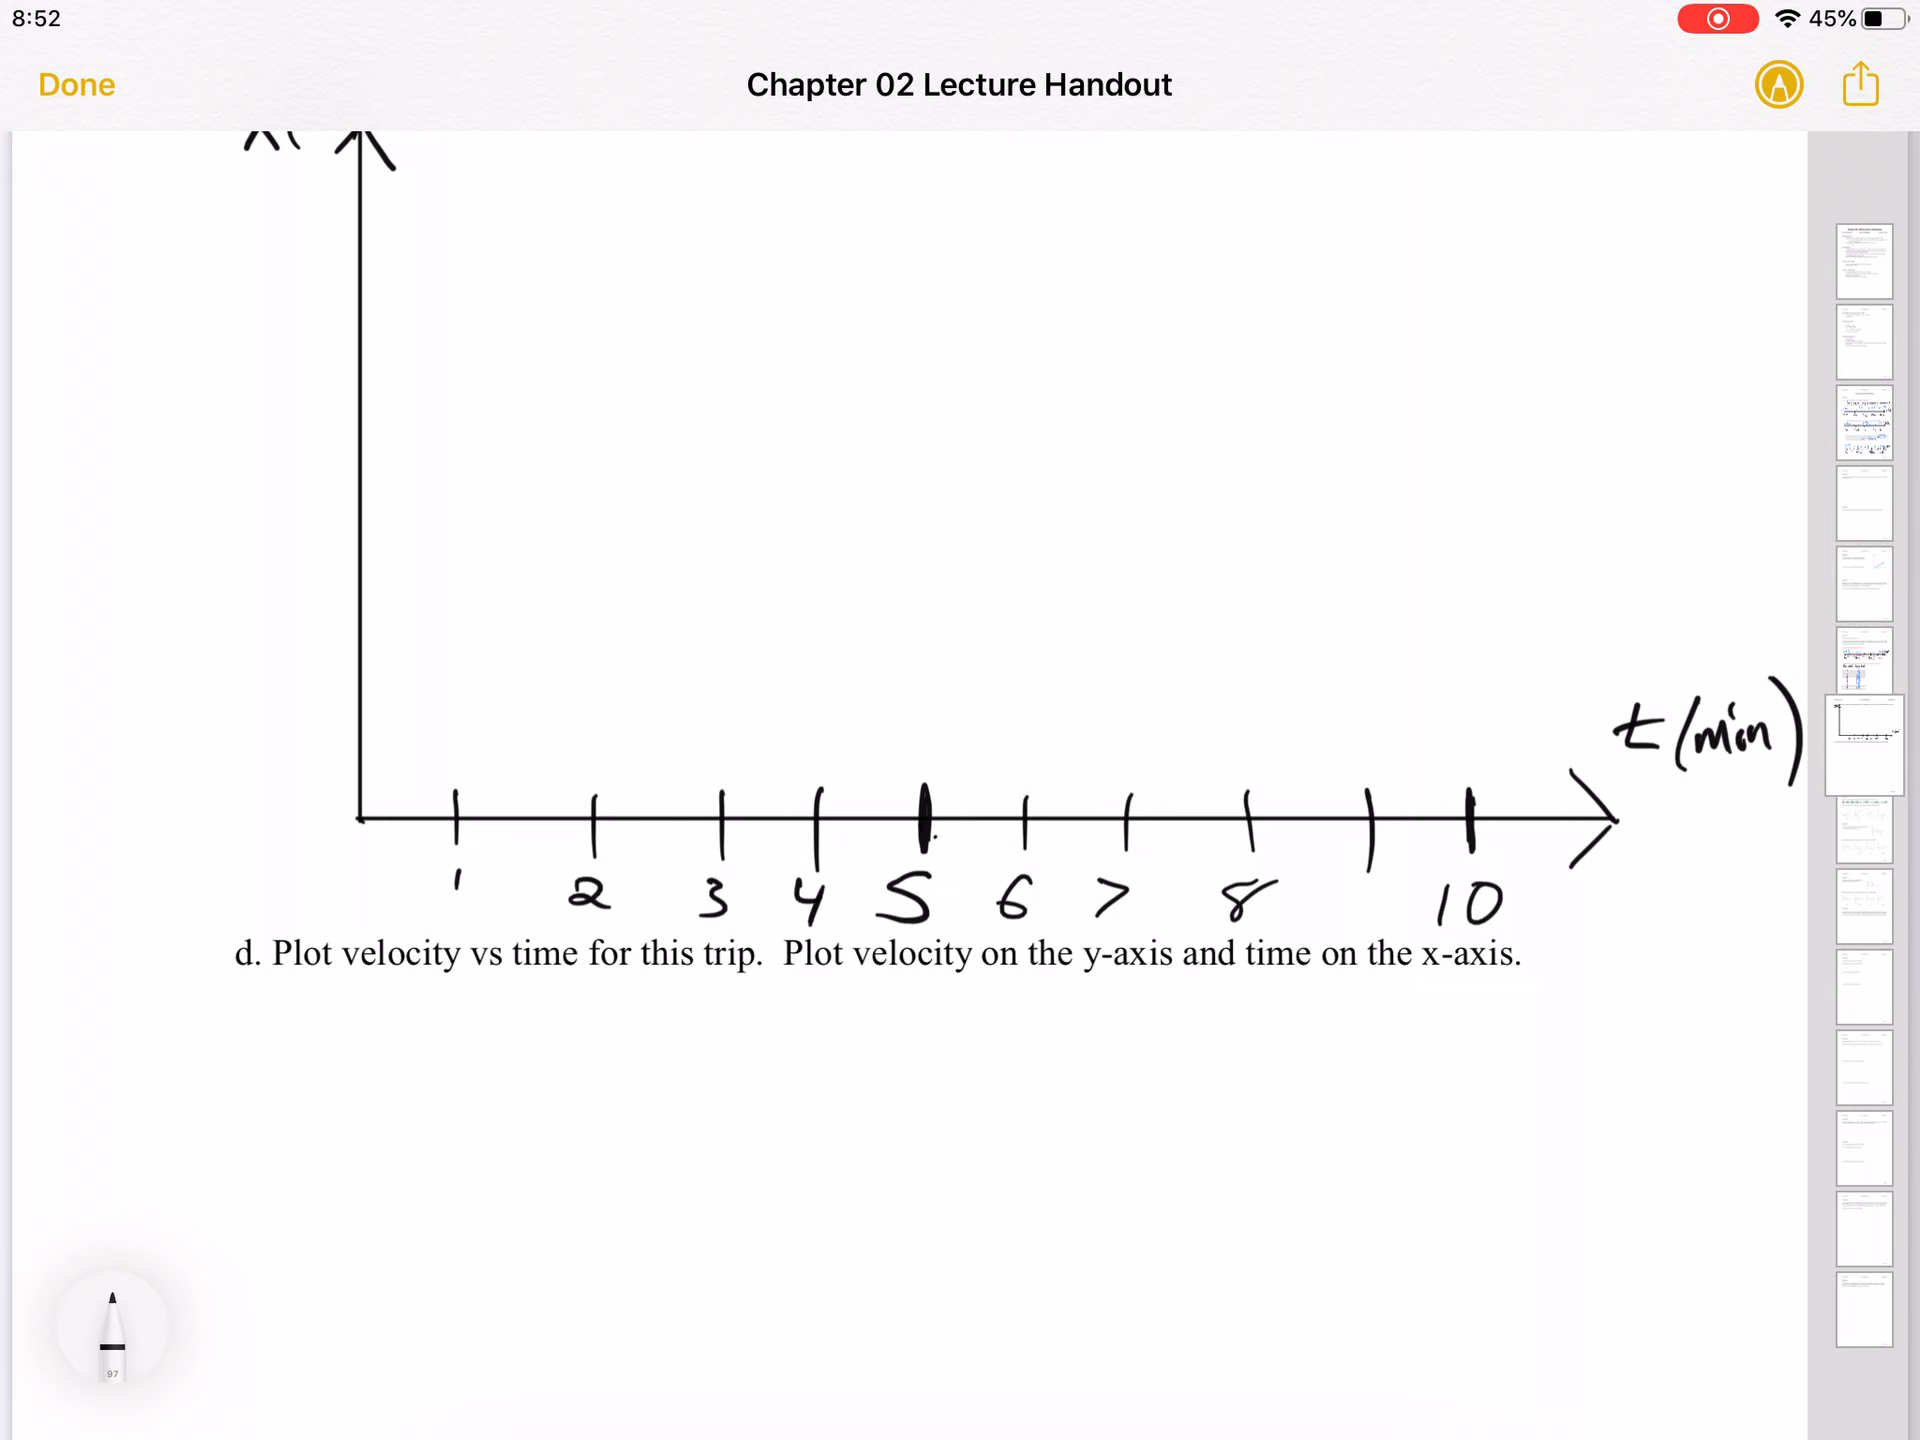 8:52
45%
Done
Chapter 02 Lecture Handout
t (min)
1 2 3 4 5 6 7 8 10
d. Plot velocity vs time for this trip. Plot velocity on the y-axis and time on the x-axis.
97